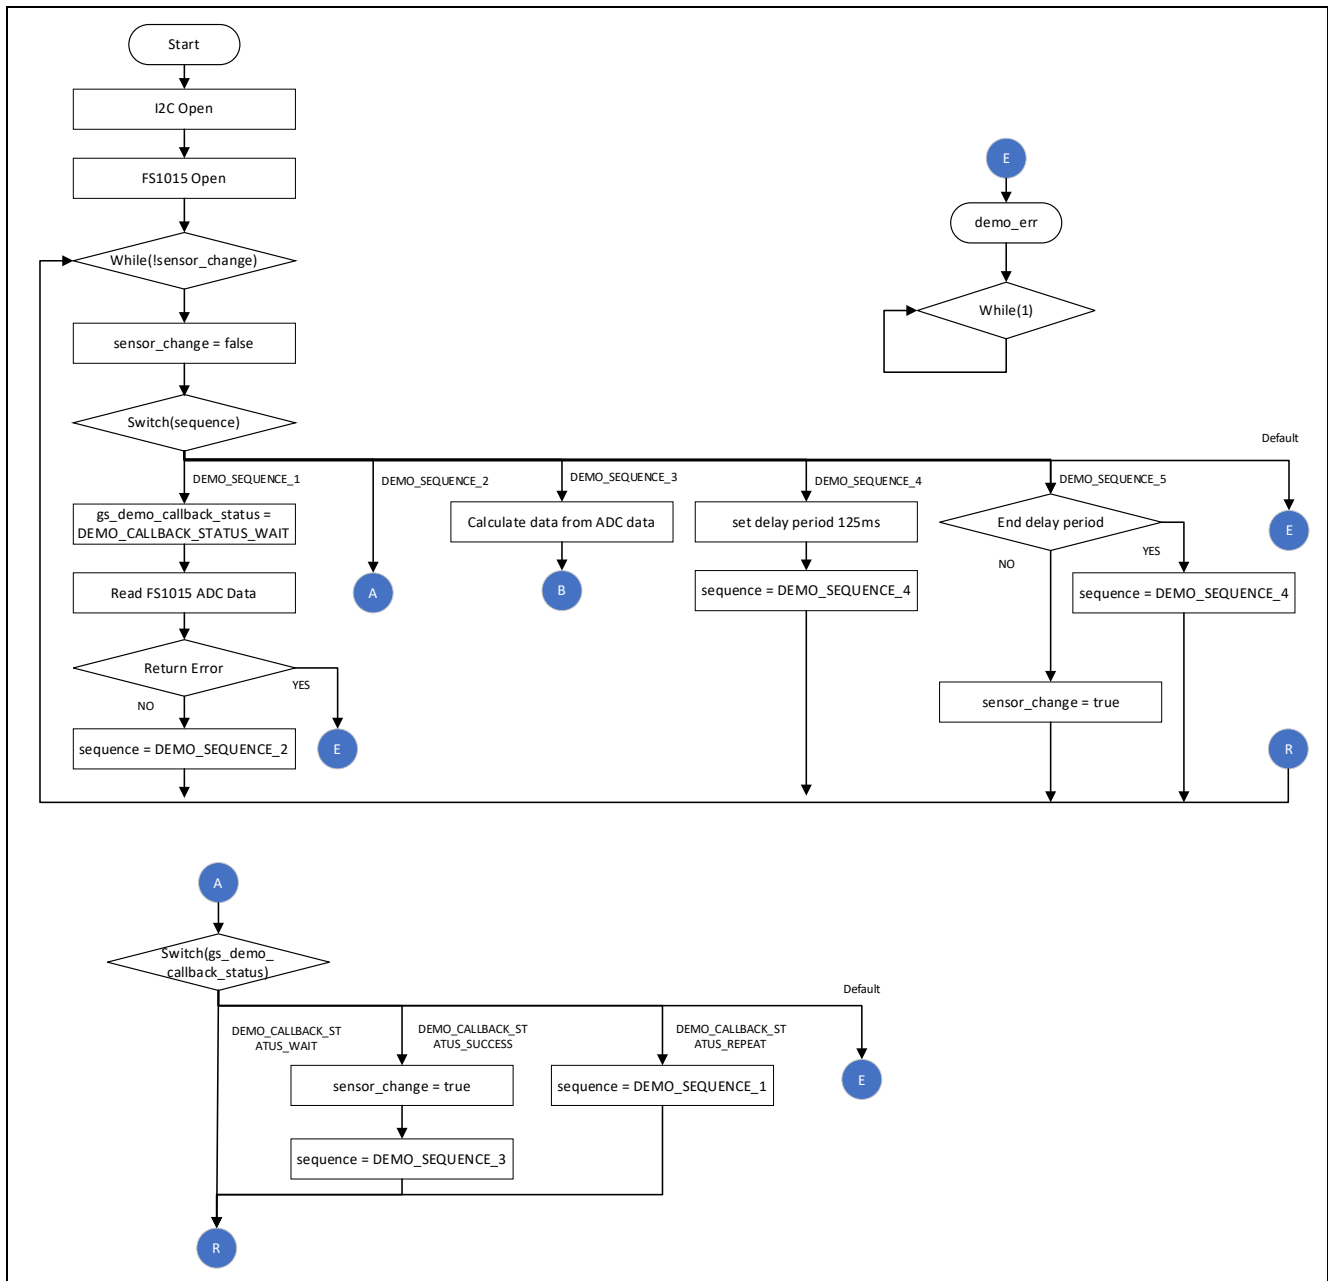 Start
I2C Open
FS1015 Open
While(!sensor_change)
sensor_change = false
Switch(sequence)
E
demo_err
While(1)
Default
DEMO_SEQUENCE_1
DEMO_SEQUENCE_2
DEMO_SEQUENCE_3
DEMO_SEQUENCE_4
DEMO_SEQUENCE_5
gs_demo_callback_status =
DEMO_CALLBACK_STATUS_WAIT
Read FS1015 ADC Data
Return Error
YES
NO
sequence = DEMO_SEQUENCE_2
E
A
Calculate data from ADC data
B
set delay period 125ms
sequence = DEMO_SEQUENCE_4
End delay period
NO
YES
sensor_change = true
sequence = DEMO_SEQUENCE_4
E
R
A
Switch(gs_demo_
callback_status)
Default
DEMO_CALLBACK_ST
ATUS_WAIT
DEMO_CALLBACK_ST
ATUS_SUCCESS
DEMO_CALLBACK_ST
ATUS_REPEAT
sensor_change = true
sequence = DEMO_SEQUENCE_3
sequence = DEMO_SEQUENCE_1
E
R